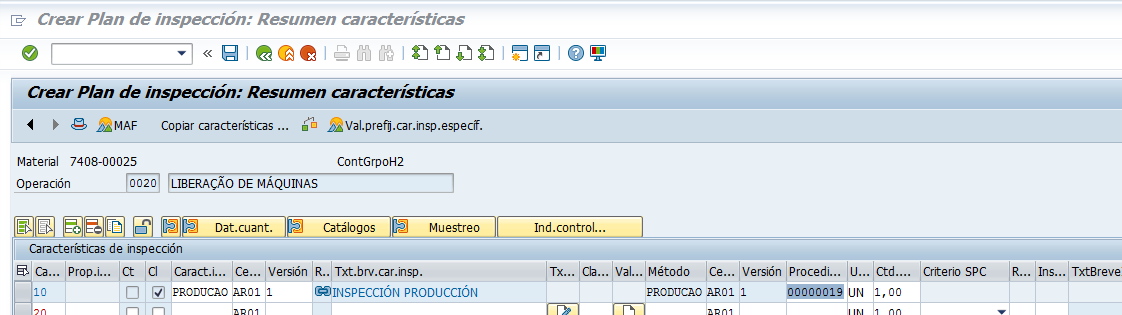 Crear Plan de inspección: Resumen características
Crear Plan de inspección: Resumen características
MAF Copiar características ... Val.prefij.car.insp.específ.
Material 7408-00025 ContGrpoH2
Operación 0020 LIBERAÇÃO DE MÁQUINAS
Dat.cuant. Catálogos Muestreo Ind.control...
Características de inspección
Ca... Prop.i... Ct Cl Caract.i... Ce... Versión R.. Txt.brv.car.insp. Tx... Cla... Val... Método Ce... Versión Procedi... U... Ctd.... Criterio SPC R... Ins... TxtBreve
10 PRODUCAO AR01 1 INSPECCIÓN PRODUCCIÓN PRODUCAO AR01 1 00000019 UN 1,00
20 AR01 AR01 UN 1,00